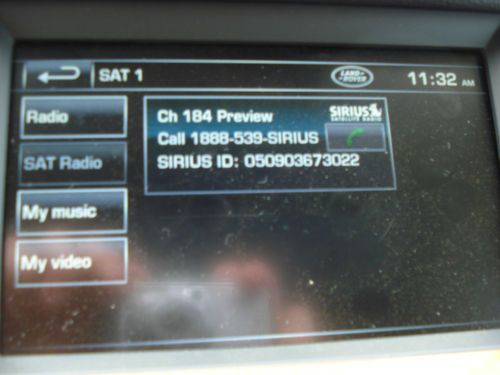 SAT 1
LAND
ROVER
11:32 AM
Radio
SAT Radio
My music
My video
Ch 184 Preview
SIRIUS
SATELLITE RADIO
Call 1888-539-SIRIUS
SIRIUS ID: 050903673022